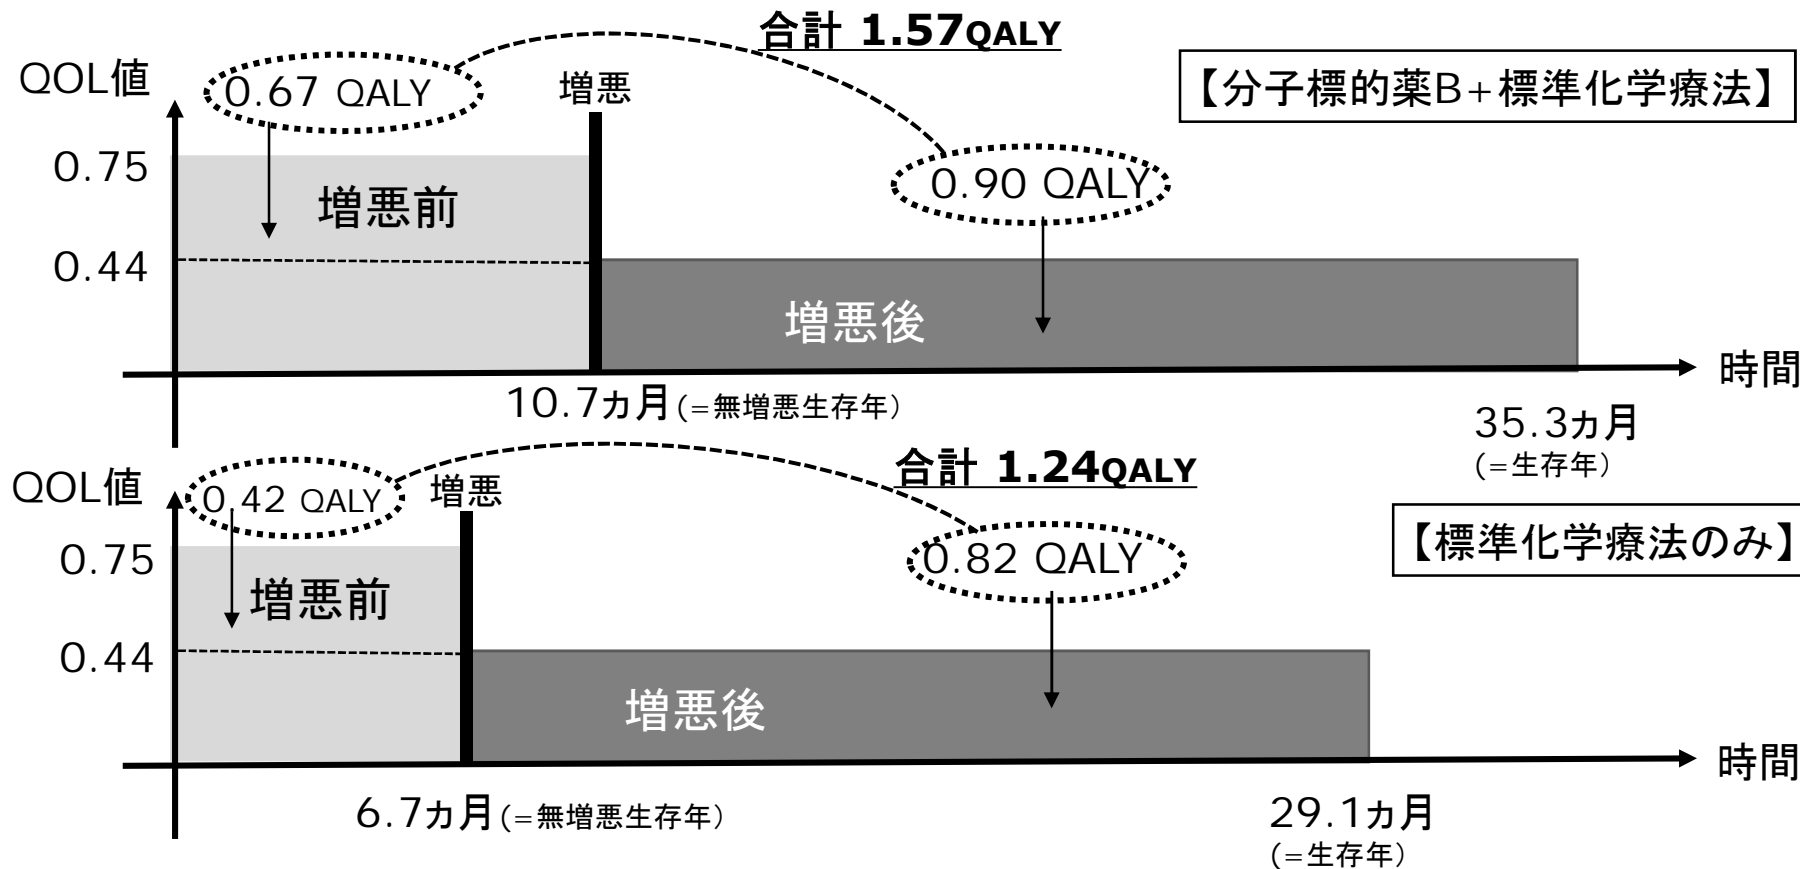 合計 1.57QALY
QOL値
0.67 QALY
増悪
【分子標的薬B+標準化学療法】
0.75
増悪前
0.90 QALY
0.44
増悪後
時間
10.7カ月(=無増悪生存年)
35.3カ月
(=生存年)
合計 1.24QALY
QOL値
0.42 QALY
増悪
【標準化学療法のみ】
0.75
0.82 QALY
増悪前
0.44
増悪後
時間
6.7カ月(=無増悪生存年)
29.1カ月
(=生存年)